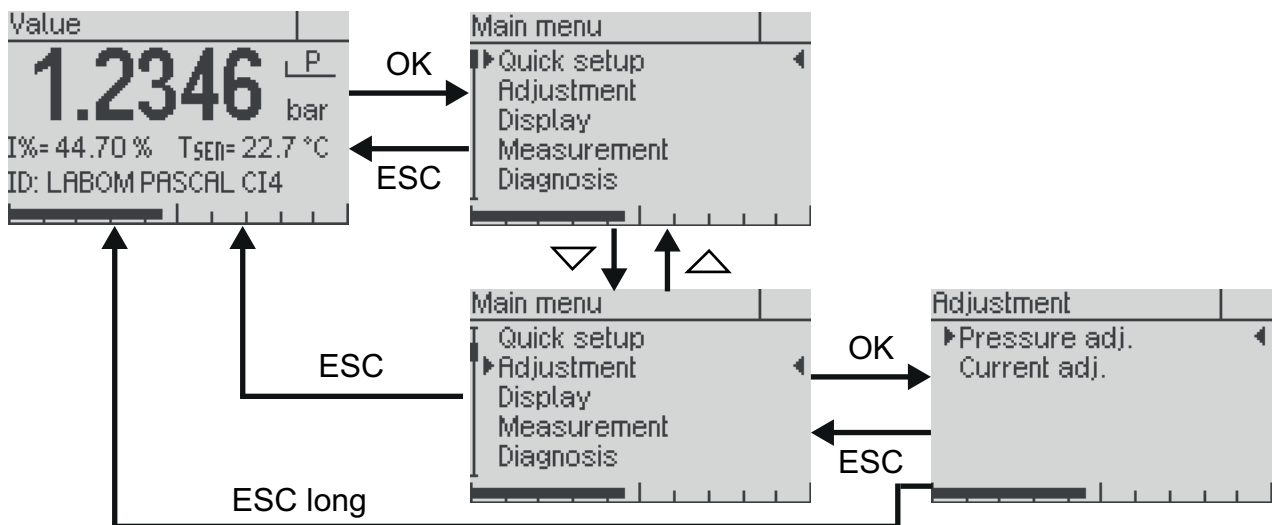 Value
1.2346
P
bar
I%= 44.70 % TSEN= 22.7 °C
ID: LABOM PASCAL CI4
OK
ESC
Main menu
Quick setup
Adjustment
Display
Measurement
Diagnosis
Main menu
Quick setup
Adjustment
Display
Measurement
Diagnosis
ESC
OK
ESC
Adjustment
Pressure adj.
Current adj.
ESC long